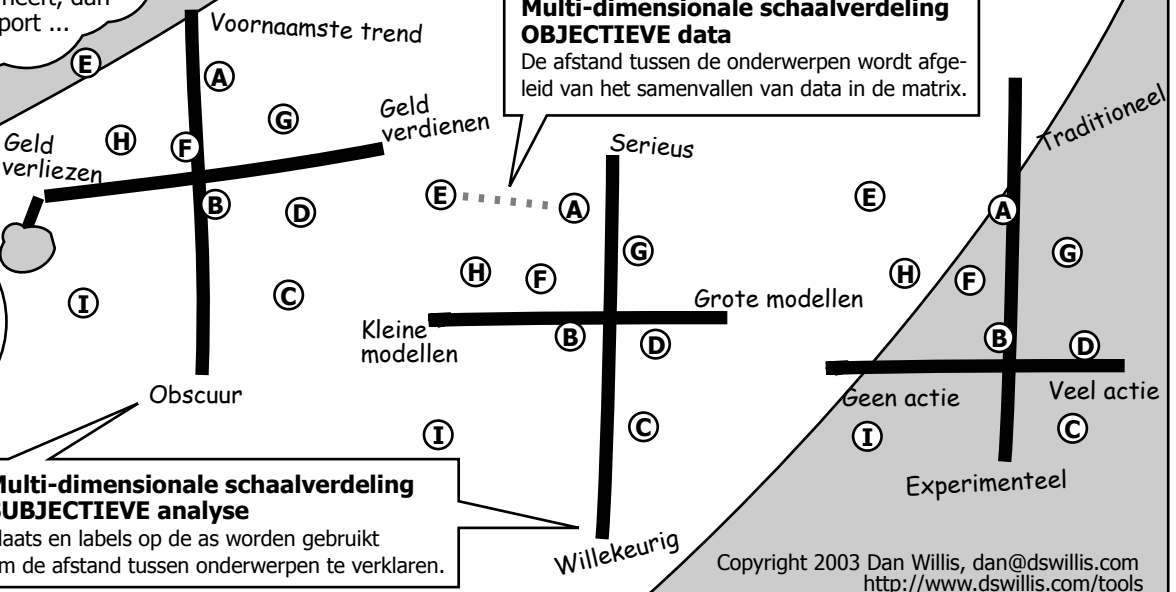 port ...
Voornaamste trend
E
A
G
H
F
Geld
verdienen
Geld
verliezen
B
D
I
C
Obscuur
Multi-dimensionale schaalverdeling
OBJECTIEVE data
De afstand tussen de onderwerpen wordt afge-
leid van het samenvallen van data in de matrix.
Serieus
E
A
G
H
F
Grote modellen
Kleine
modellen
B
D
I
C
Willekeurig
Traditioneel
E
A
G
H
F
B
D
Geen actie
Veel actie
I
C
Experimenteel
Multi-dimensionale schaalverdeling
SUBJECTIEVE analyse
laats en labels op de as worden gebruikt
m de afstand tussen onderwerpen te verklaren.
Copyright 2003 Dan Willis, dan@dswillis.com
http://www.dswillis.com/tools